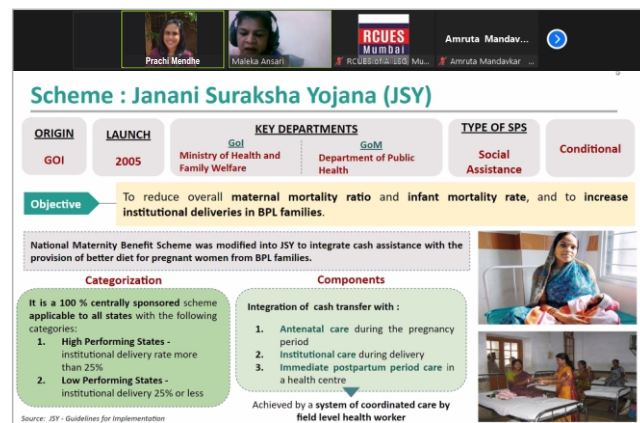 Prachi Mendhe
Maleka Ansari
RCUES
Mumbai
RCUES of A-LSG, Mu...
Amruta Mandav...
Amruta Mandavkar ...
Scheme : Janani Suraksha Yojana (JSY)
ORIGIN
GOI
LAUNCH
2005
KEY DEPARTMENTS
GoI
Ministry of Health and
Family Welfare
GoM
Department of Public
Health
TYPE OF SPS
Social
Assistance
Conditional
Objective
To reduce overall maternal mortality ratio and infant mortality rate, and to increase
institutional deliveries in BPL families.
National Maternity Benefit Scheme was modified into JSY to integrate cash assistance with the
provision of better diet for pregnant women from BPL families.
Categorization
It is a 100 % centrally sponsored scheme
applicable to all states with the following
categories:
1. High Performing States -
institutional delivery rate more
than 25%
2. Low Performing States -
institutional delivery 25% or less
Components
Integration of cash transfer with :
1. Antenatal care during the pregnancy
period
2. Institutional care during delivery
3. Immediate postpartum period care in
a health centre
Achieved by a system of coordinated care by
field level health worker
Source: JSY - Guidelines for Implementation